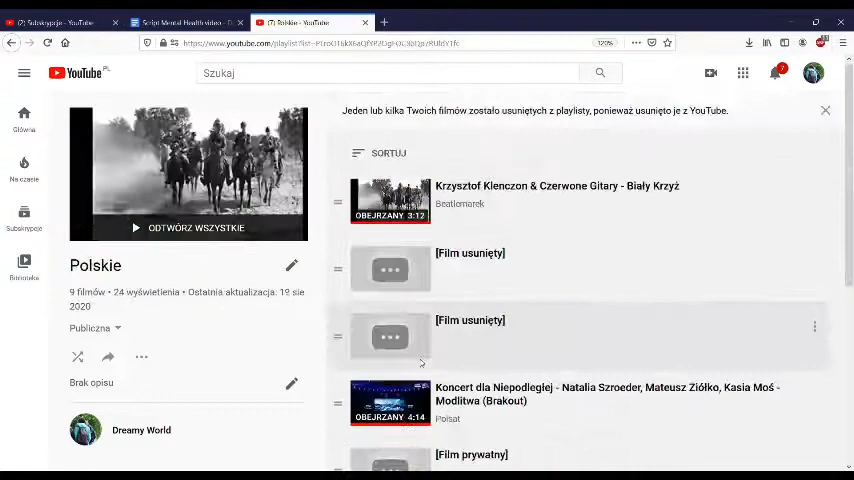 (2) Subskrypcje - YouTube
Script Mental Health video - D
(7) Polskie - YouTube
120%
YouTube PL
Szukaj
7
Główna
Na czasie
Subskrypcje
Biblioteka
ODTWÓRZ WSZYSTKIE
Polskie
9 filmów • 24 wyświetlenia • Ostatnia aktualizacja: 19 sie
2020
Publiczna
Brak opisu
Dreamy World
Jeden lub kilka Twoich filmów zostało usuniętych z playlisty, ponieważ usunięto je z YouTube.
SORTUJ
OBEJRZANY 3:12
Krzysztof Klenczon & Czerwone Gitary - Biały Krzyż
Beatlomarek
[Film usunięty]
[Film usunięty]
OBEJRZANY 4:14
Koncert dla Niepodległej - Natalia Szroeder, Mateusz Ziółko, Kasia Moś -
Modlitwa (Brakout)
Polsat
[Film prywatny]